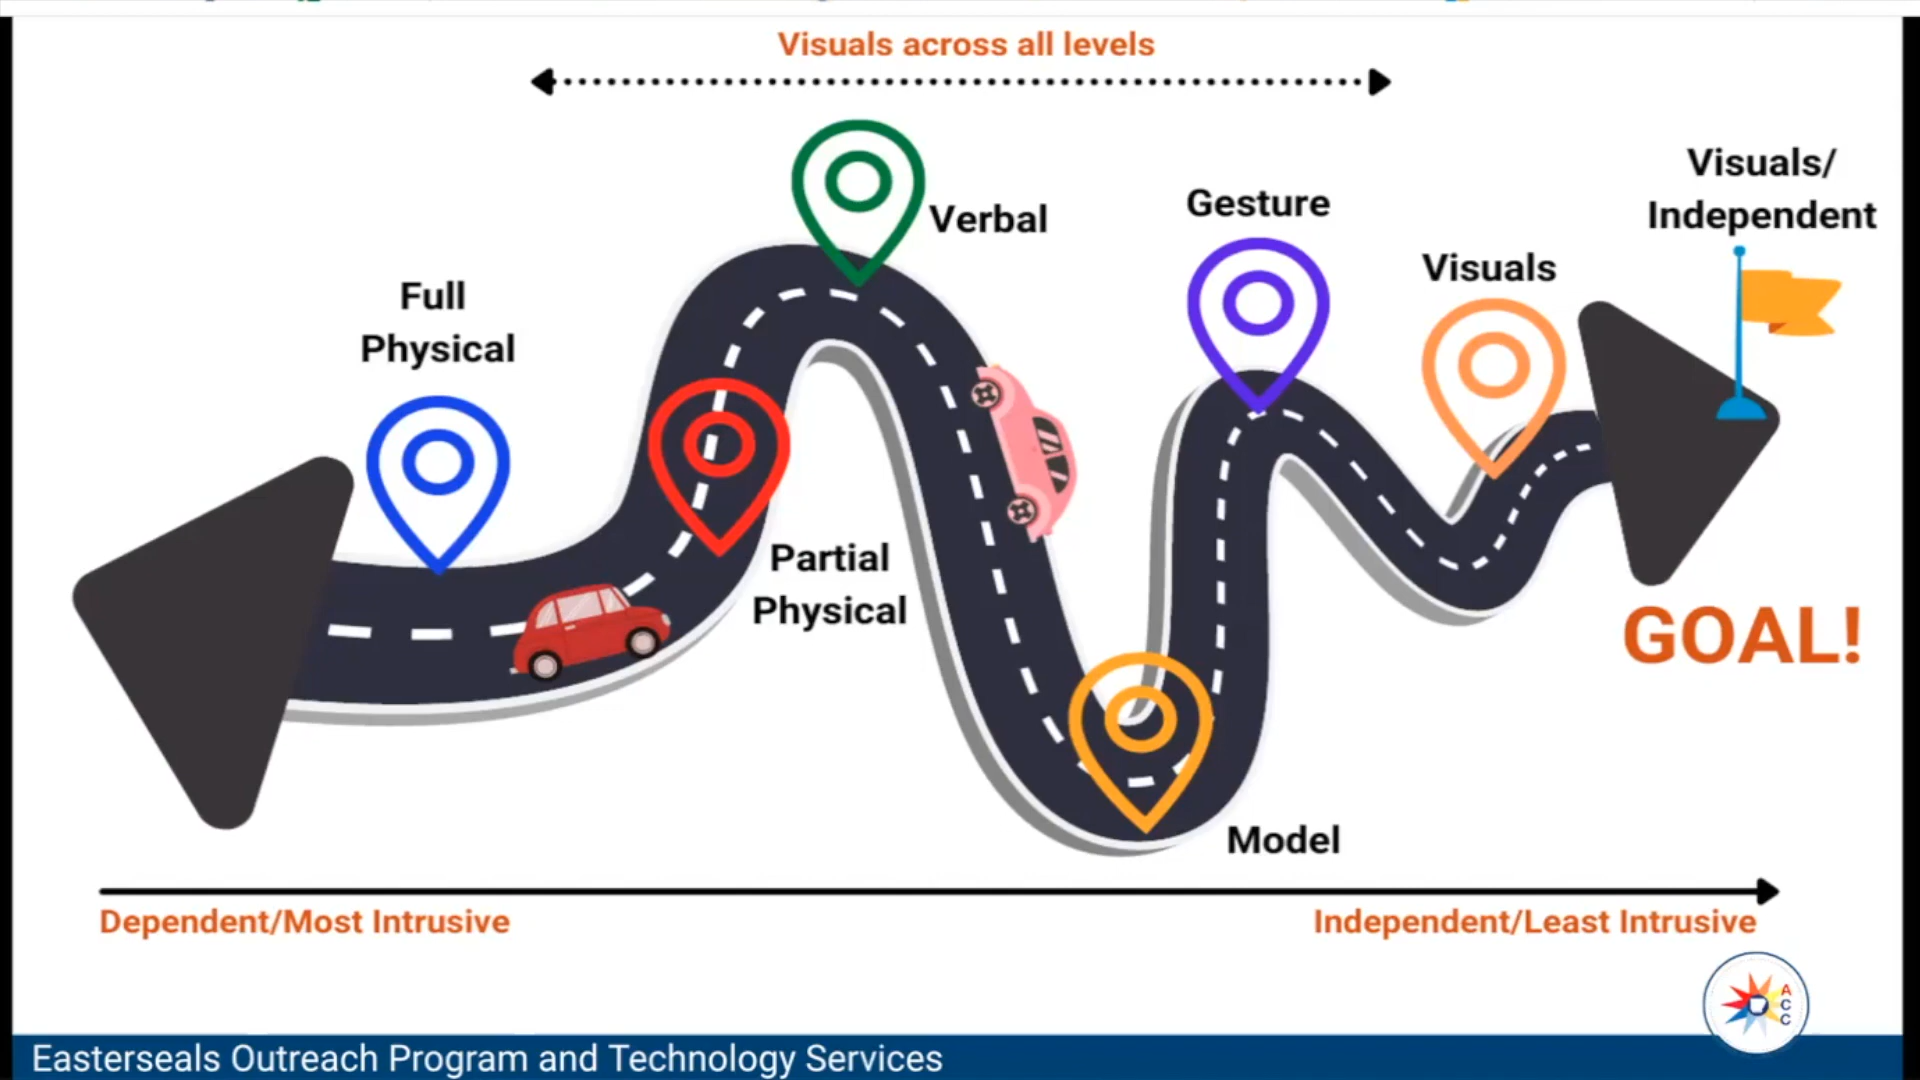 Visuals across all levels
Visuals/
Independent
Gesture
Verbal
Visuals
Full
Physical
Partial
Physical
GOAL!
Model
Dependent/Most Intrusive
Independent/Least Intrusive
A
C
C
Easterseals Outreach Program and Technology Services